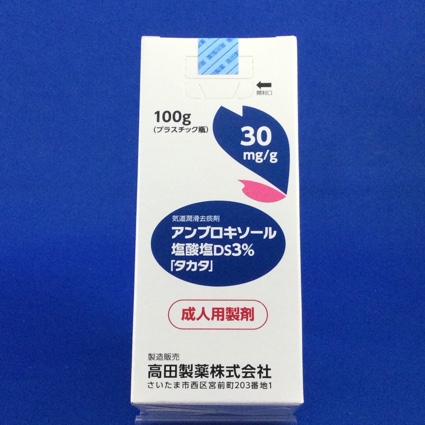 開封口
100g
(プラスチック瓶)
30
mg/g
気道潤滑去痰剤
アンブロキソール
塩酸塩DS3%
「タカタ」
成人用製剤
製造販売
高田製薬株式会社
さいたま市西区宮前町203番地1